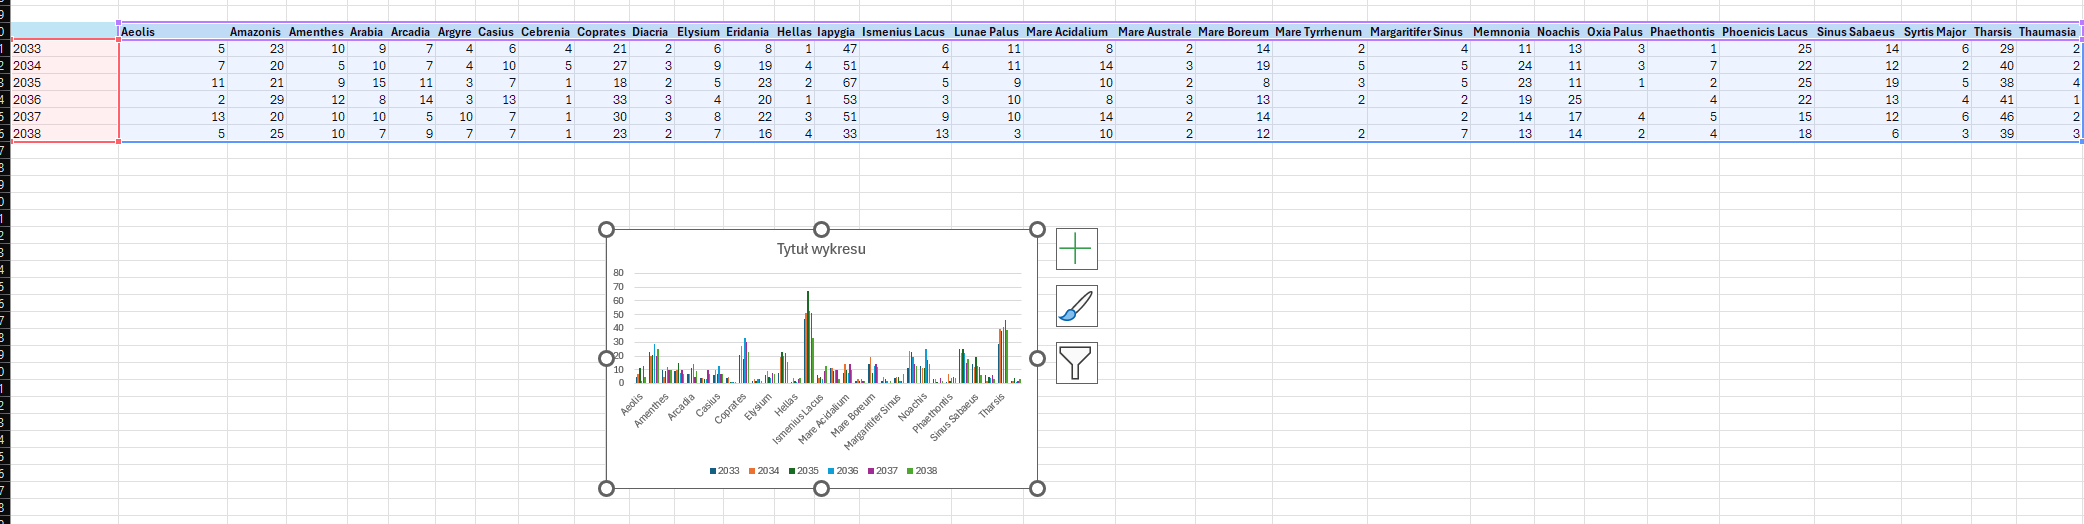 Aeolis Amazonis Amenthes Arabia Arcadia Argyre Casius Cebrenia Coprates Diacria Elysium Eridania Hellas Iapygia Ismenius Lacus Lunae Palus Mare Acidalium Mare Australe Mare Boreum Mare Tyrrhenum Margaritifer Sinus Memnonia Noachis Oxia Palus Phaethontis Phoenicis Lacus Sinus Sabaeus Syrtis Major Tharsis Thaumasia
2033 5 23 10 9 7 4 6 4 21 2 6 8 1 47 6 11 8 2 14 2 4 11 13 3 1 25 14 6 29 2
2034 7 20 5 10 7 4 10 5 27 3 9 19 4 51 4 11 14 3 19 5 5 24 11 3 7 22 12 2 40 2
2035 11 21 9 15 11 3 7 1 18 2 5 23 2 67 5 9 10 2 8 3 5 23 11 1 2 25 19 5 38 4
2036 2 29 12 8 14 3 13 1 33 3 4 20 1 53 3 10 8 3 13 2 2 19 25 4 22 13 4 41 1
2037 13 20 10 10 5 10 7 1 30 3 8 22 3 51 9 10 14 2 14 2 14 17 4 5 15 12 6 46 2
2038 5 25 10 7 9 7 7 1 23 2 7 16 4 33 13 3 10 2 12 2 7 13 14 2 4 18 6 3 39 3
Tytuł wykresu
80
70
60
50
40
30
20
10
0
Aeolis Amenthes Arcadia Casius Coprates Elysium Hellas Ismenius Lacus Mare Acidalium Mare Boreum Margaritifer Sinus Noachis Phaethontis Sinus Sabaeus Tharsis
2033 2034 2035 2036 2037 2038